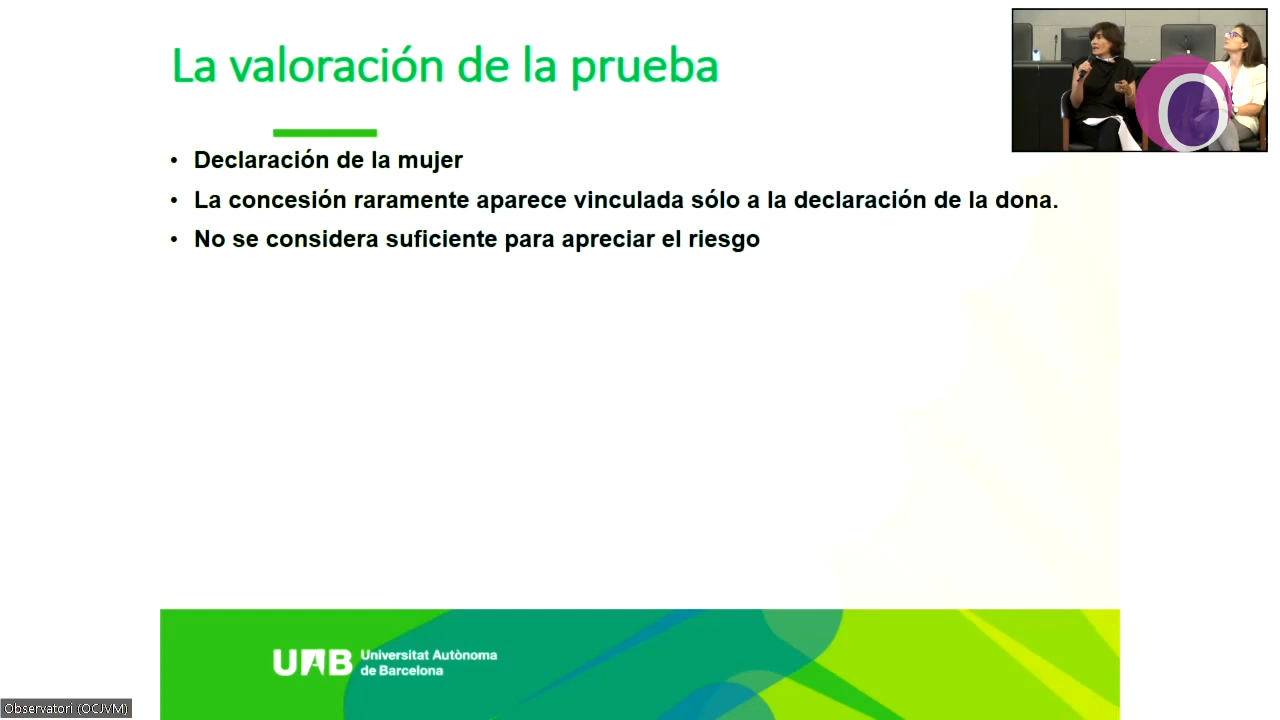 La valoración de la prueba
• Declaración de la mujer
• La concesión raramente aparece vinculada sólo a la declaración de la dona.
• No se considera suficiente para apreciar el riesgo
UAB Universitat Autònoma
de Barcelona
Observatori (OCJVM)